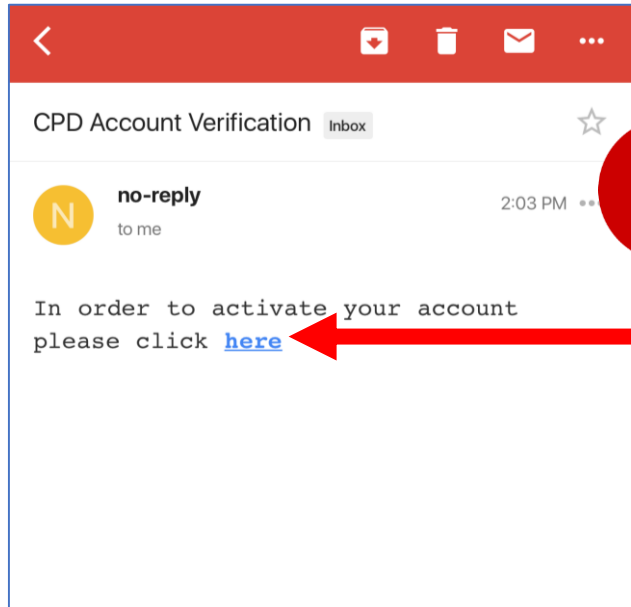 CPD Account Verification Inbox
N
no-reply
2:03 PM
to me
In order to activate your account
please click here